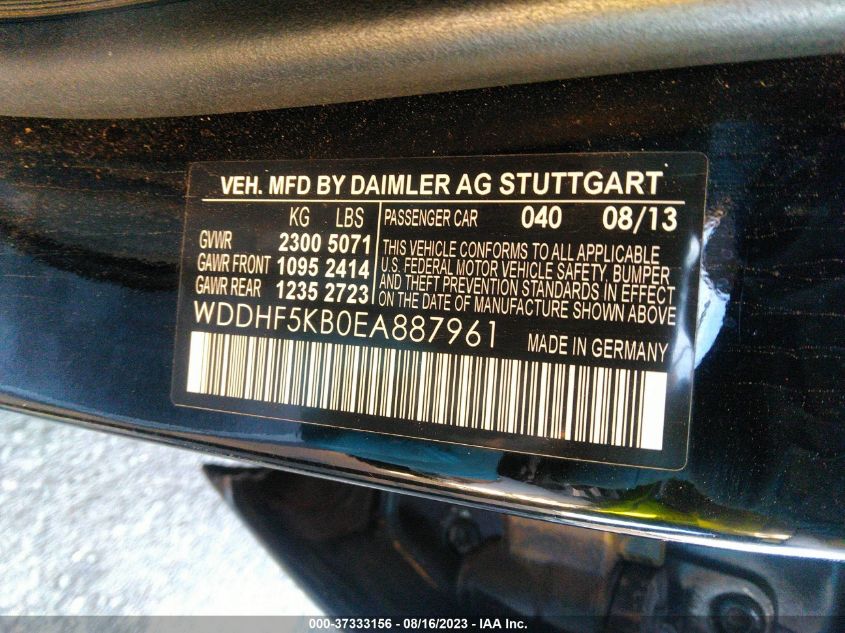 VEH. MFD BY DAIMLER AG STUTTGART
KG LBS
GVWR 2300 5071
GAWR FRONT 1095 2414
GAWR REAR 1235 2723
PASSENGER CAR 040 08/13
THIS VEHICLE CONFORMS TO ALL APPLICABLE
U.S. FEDERAL MOTOR VEHICLE SAFETY, BUMPER
AND THEFT PREVENTION STANDARDS IN EFFECT
ON THE DATE OF MANUFACTURE SHOWN ABOVE
WDDHF5KB0EA887961
MADE IN GERMANY
000-37333156 - 08/16/2023 - IAA Inc.